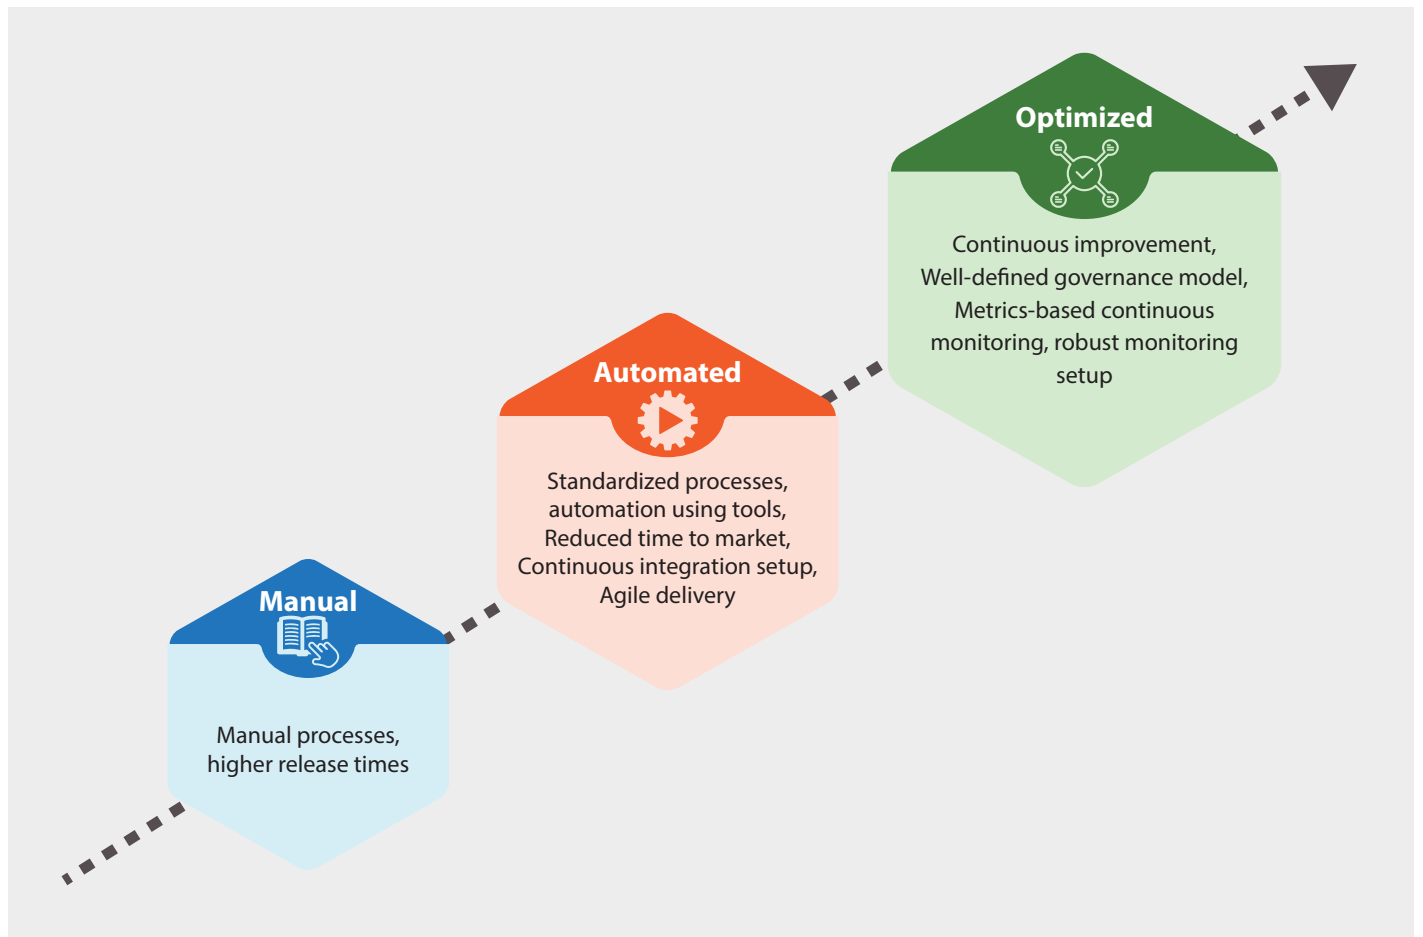 Optimized
Continuous improvement,
Well-defined governance model,
Metrics-based continuous
monitoring, robust monitoring
setup
Automated
Standardized processes,
automation using tools,
Reduced time to market,
Continuous integration setup,
Agile delivery
Manual
Manual processes,
higher release times